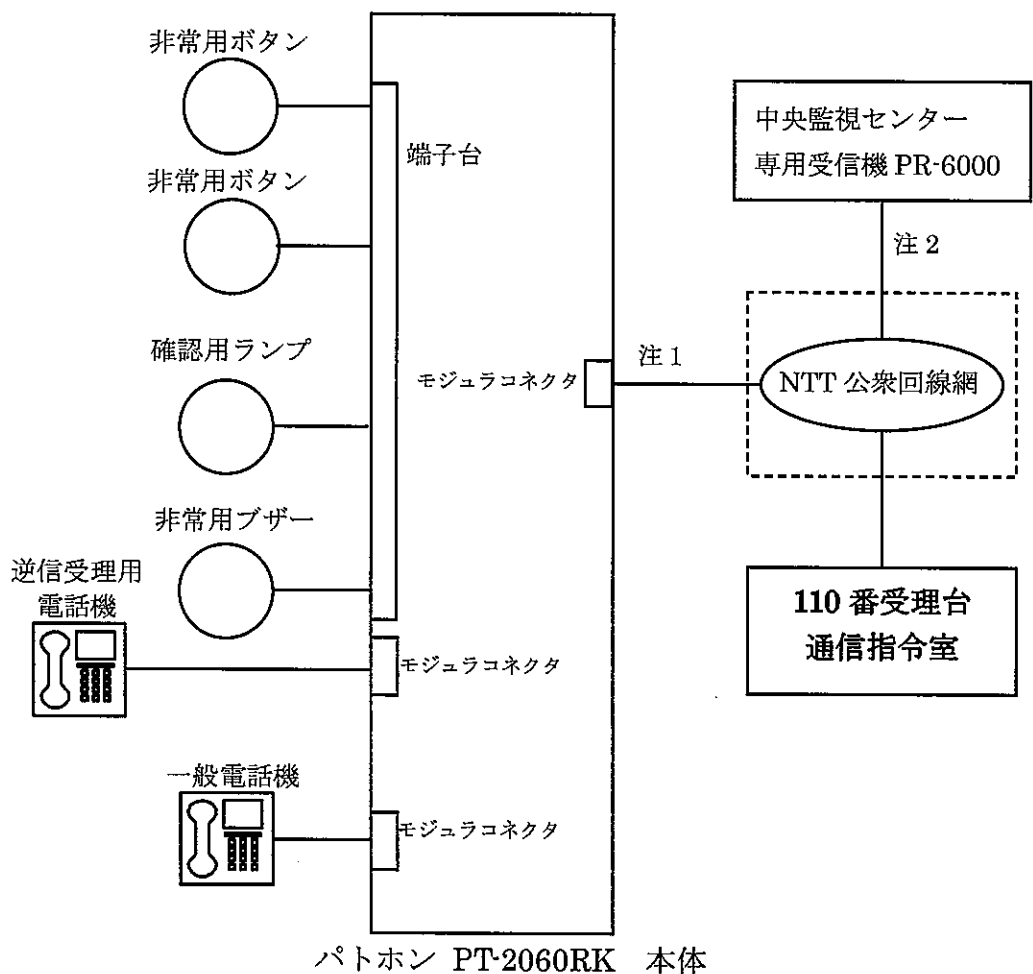 非常用ボタン
端子台
非常用ボタン
確認用ランプ
非常用ブザー
逆信受理用
電話機
一般電話機
モジュラコネクタ
モジュラコネクタ
モジュラコネクタ
注1
中央監視センター
専用受信機 PR-6000
注2
NTT 公衆回線網
110 番受理台
通信指令室
パトホン PT-2060RK 本体